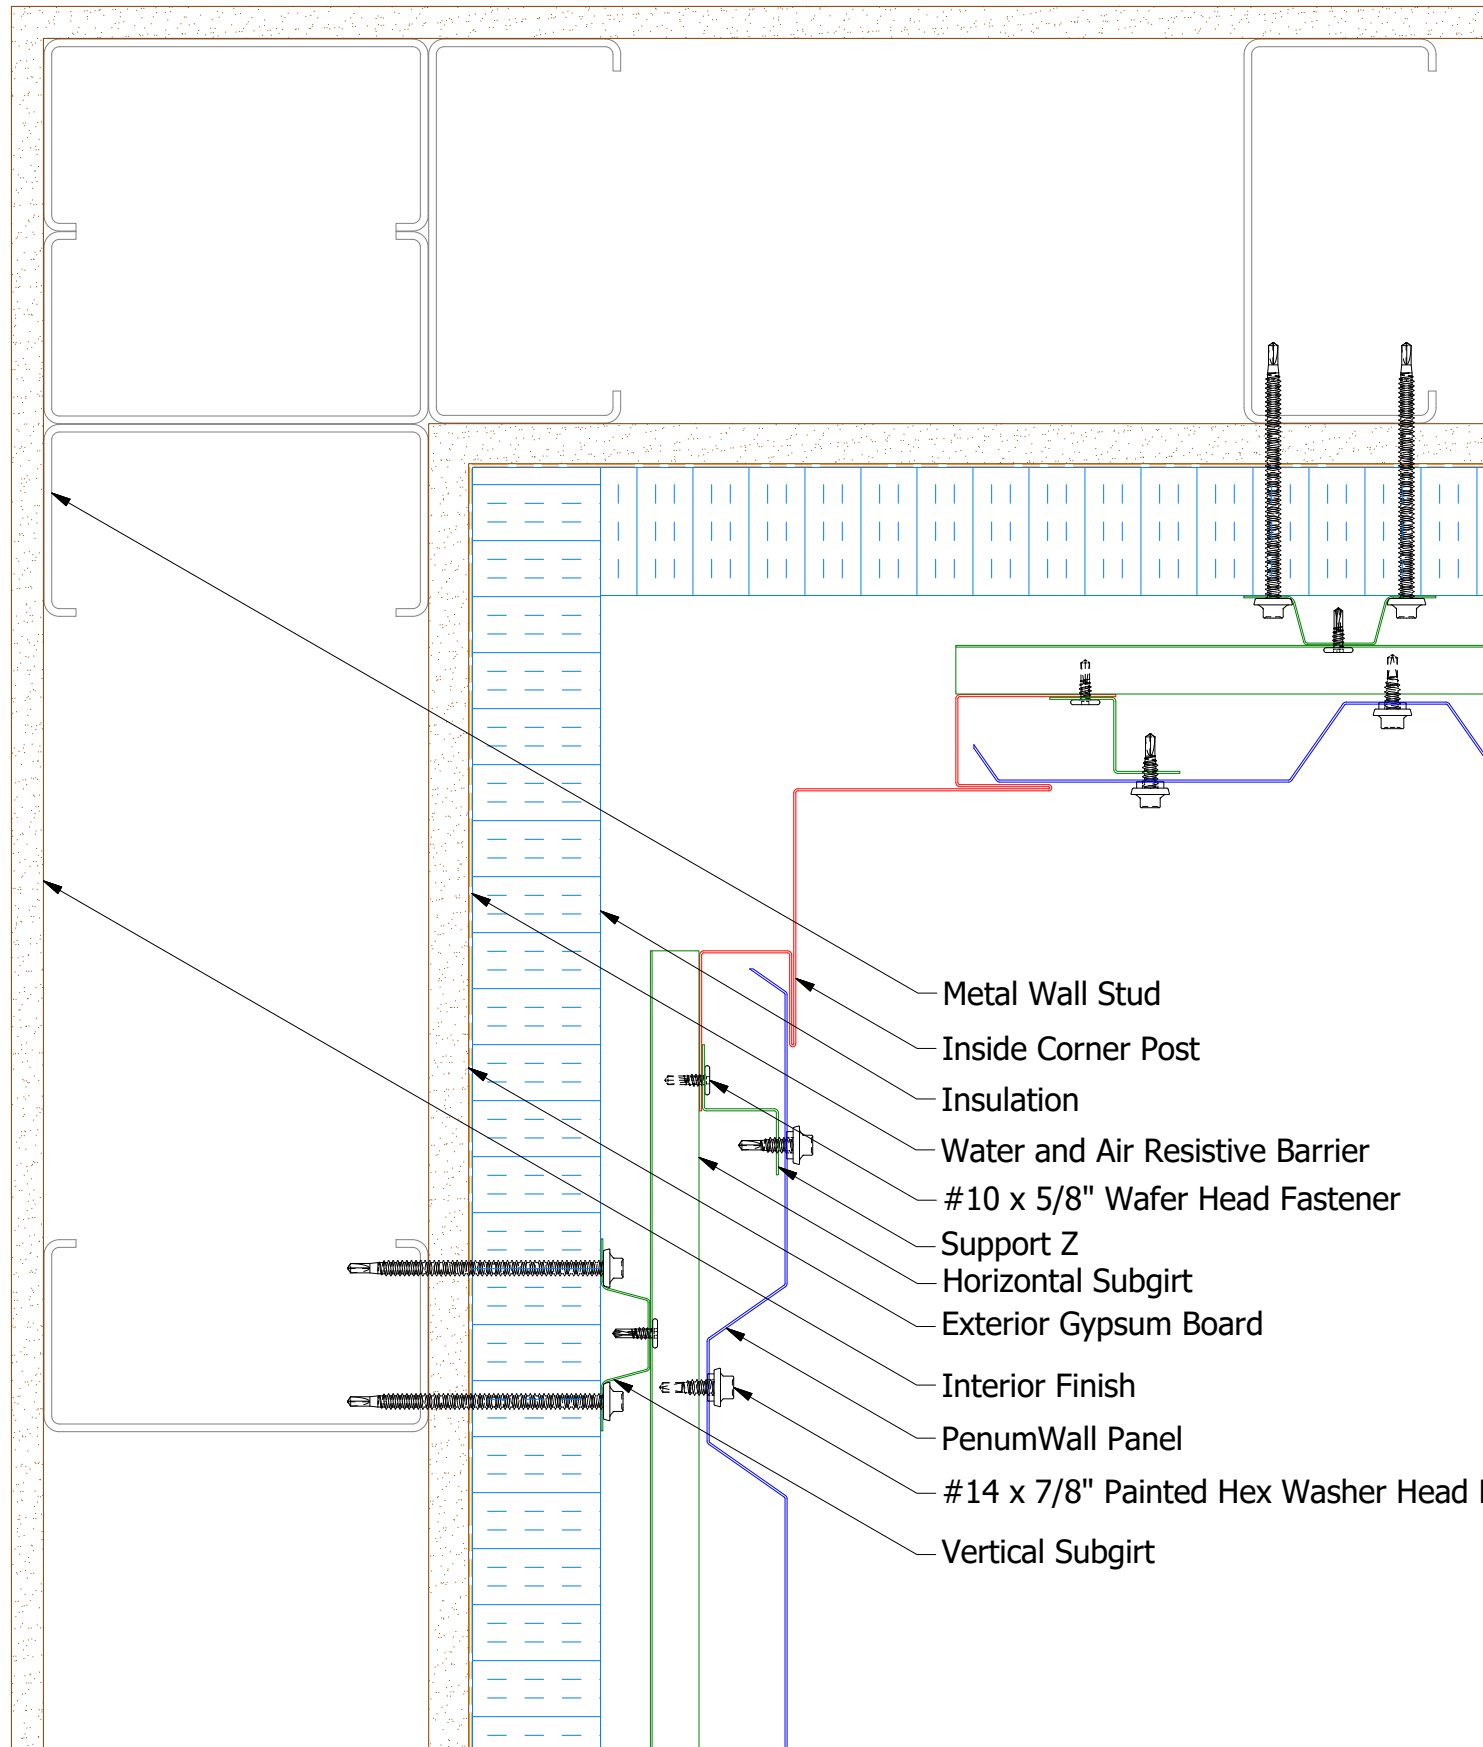 Metal Wall Stud
Inside Corner Post
Insulation
Water and Air Resistive Barrier
#10 x 5/8" Wafer Head Fastener
Support Z
Horizontal Subgirt
Exterior Gypsum Board
Interior Finish
PenumWall Panel
#14 x 7/8" Painted Hex Washer Head
Vertical Subgirt